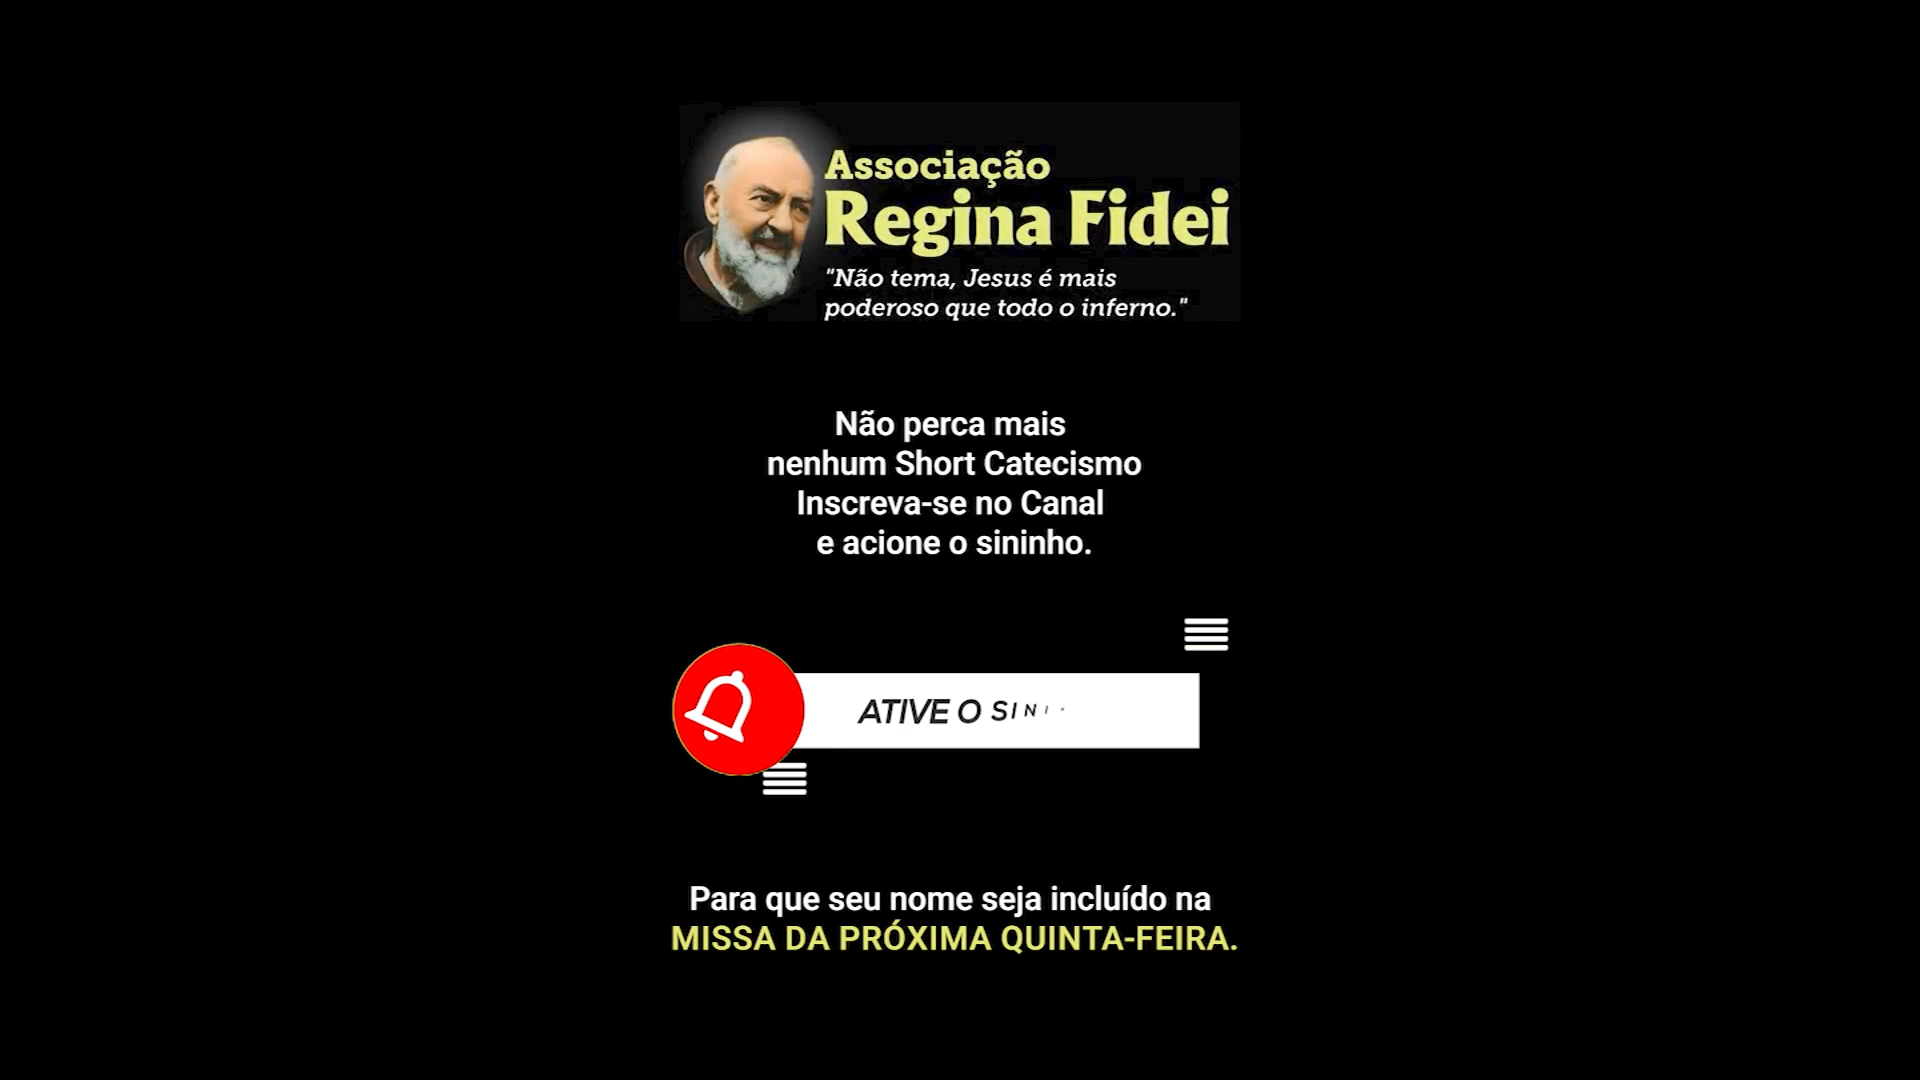 Associação
Regina Fidei
"Não tema, Jesus é mais
poderoso que todo o inferno."
Não perca mais
nenhum Short Catecismo
Inscreva-se no Canal
e acione o sininho.
ATIVE O SINI
Para que seu nome seja incluído na
MISSA DA PRÓXIMA QUINTA-FEIRA.